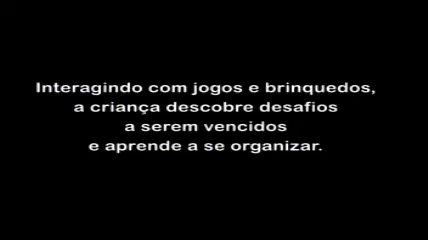 Interagindo com jogos e brinquedos,
a criança descobre desafios
a serem vencidos
e aprende a se organizar.